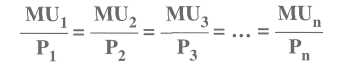 MU₁/P₁ = MU₂/P₂ = MU₃/P₃ = ... = MUₙ/Pₙ